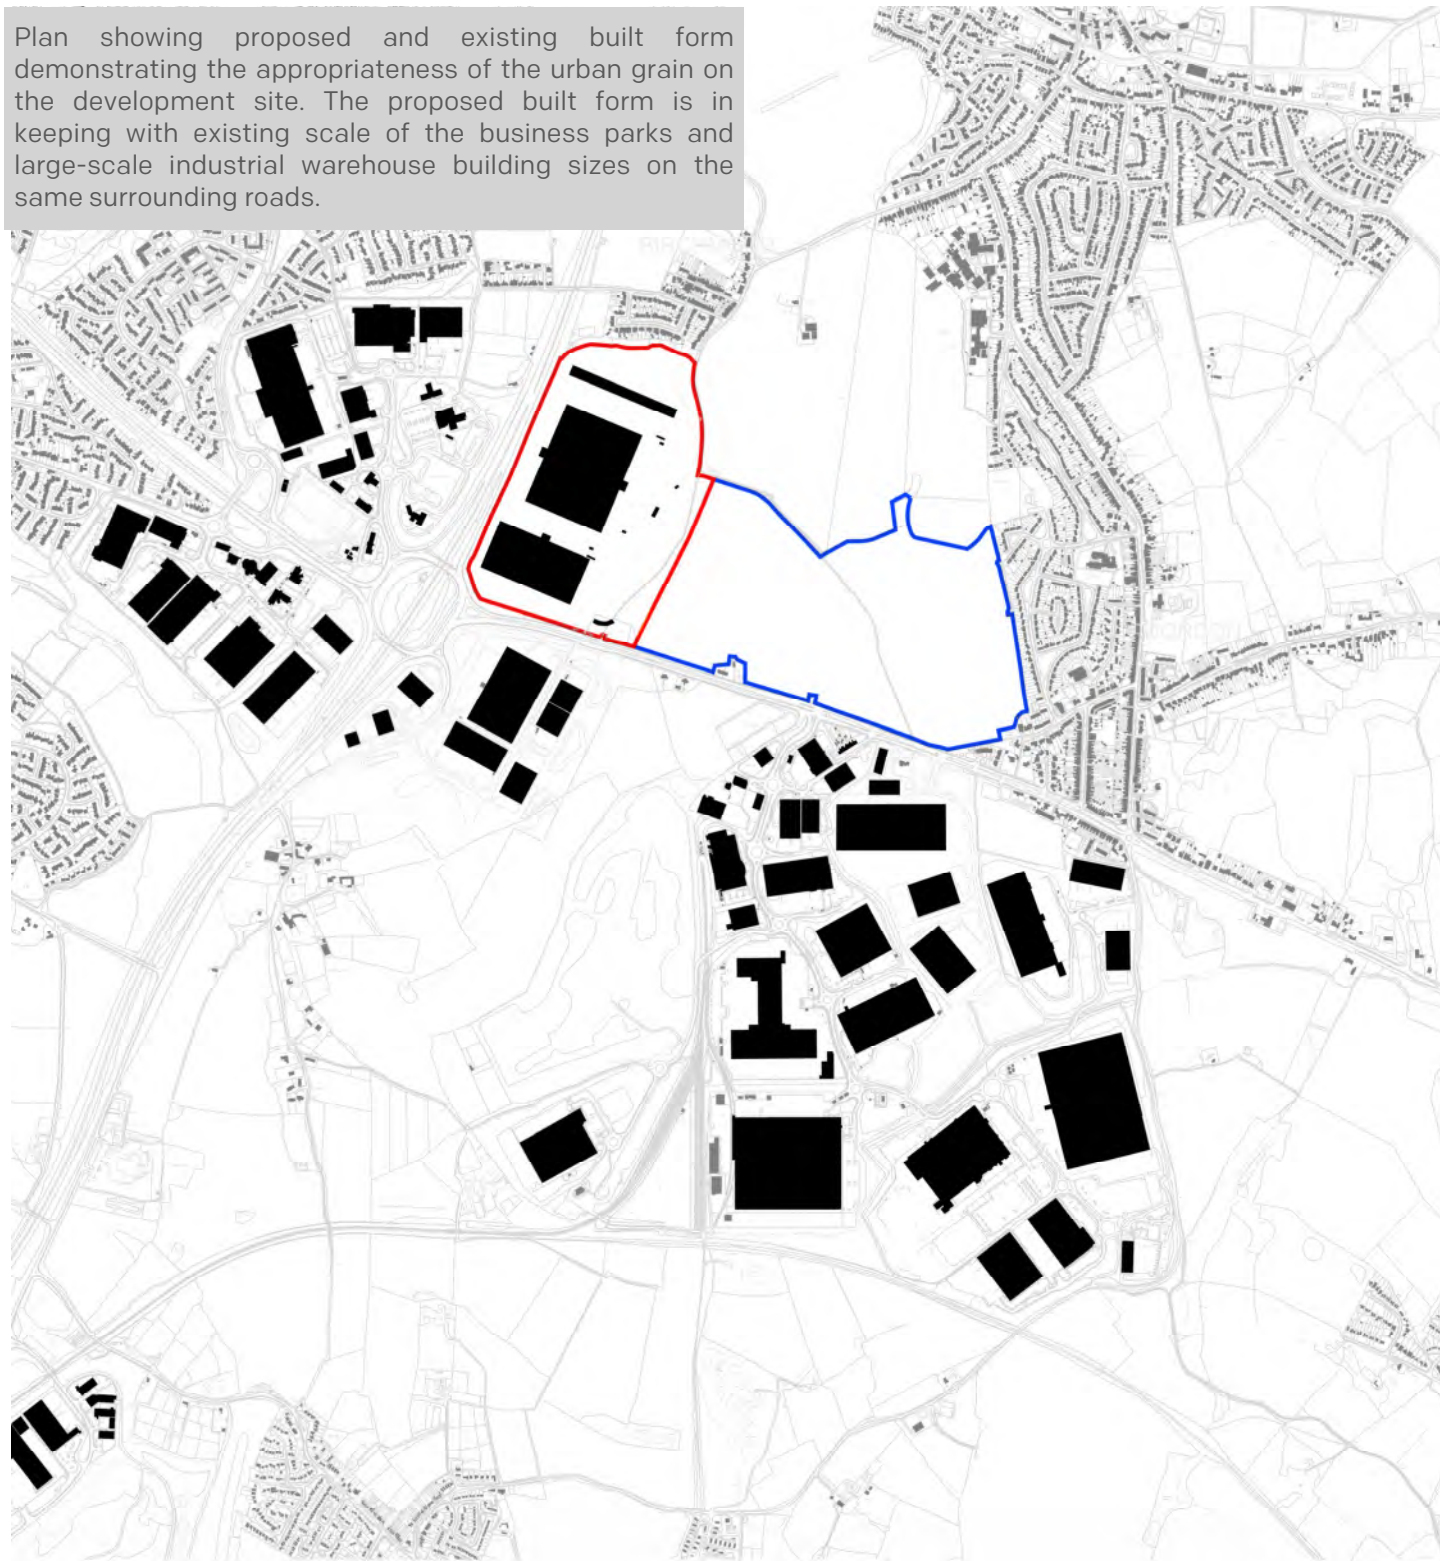 Plan showing proposed and existing built form
demonstrating the appropriateness of the urban grain on
the development site. The proposed built form is in
keeping with existing scale of the business parks and
large-scale industrial warehouse building sizes on the
same surrounding roads.